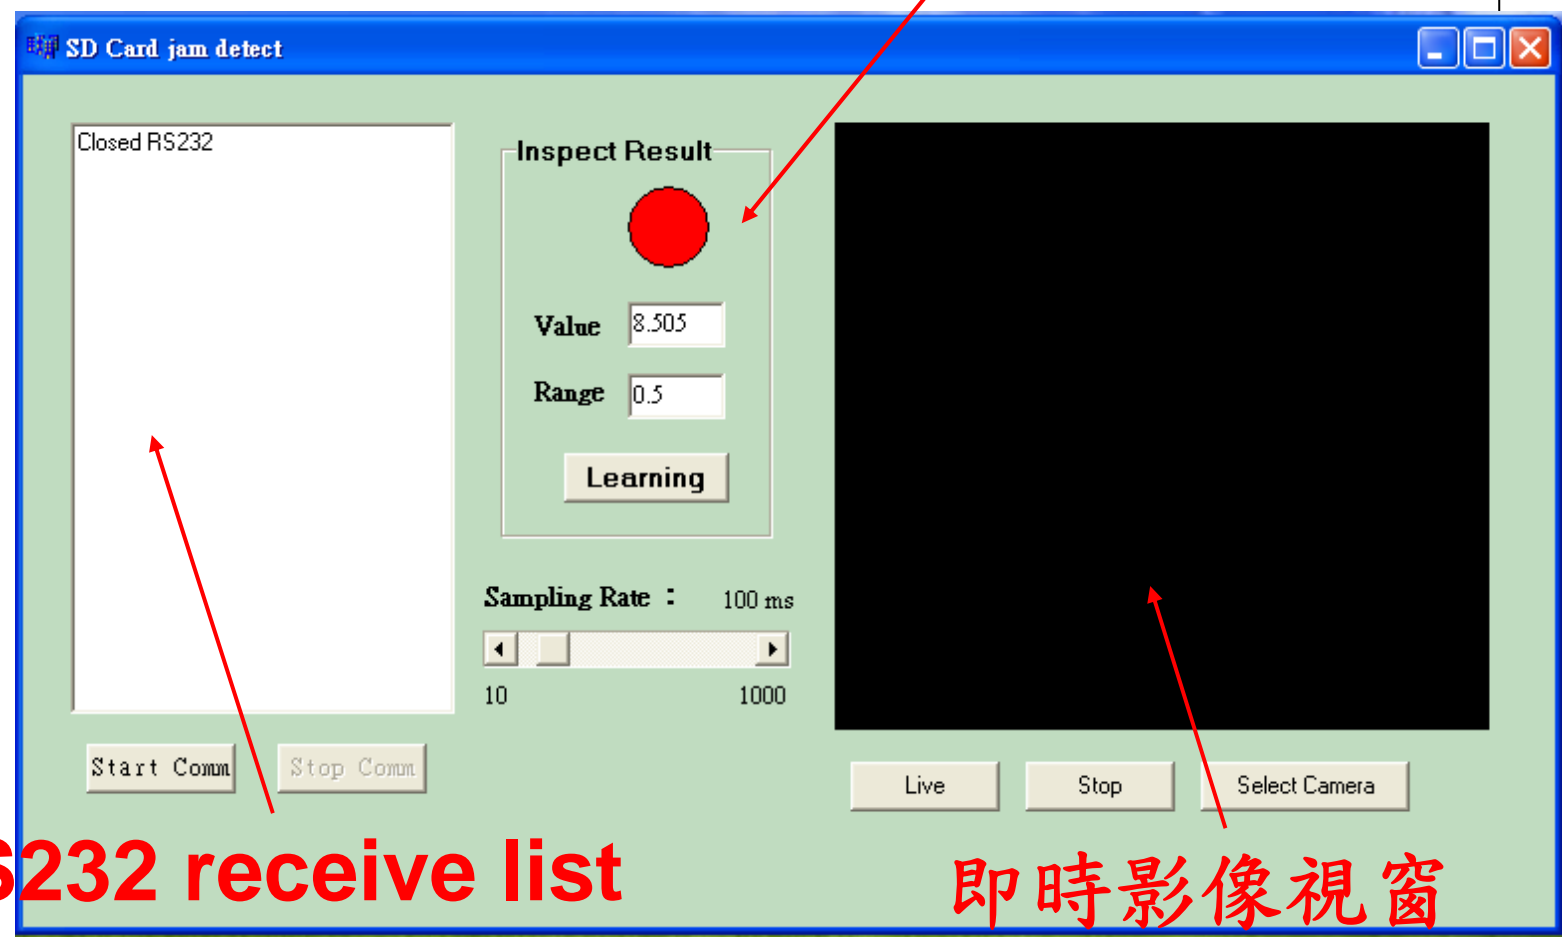 SD Card jam detect
Closed RS232
Inspect Result
Value 8.505
Range 0.5
Learning
Sampling Rate : 100 ms
10 1000
Start Comm Stop Comm
Live Stop Select Camera
S232 receive list
即時影像視窗